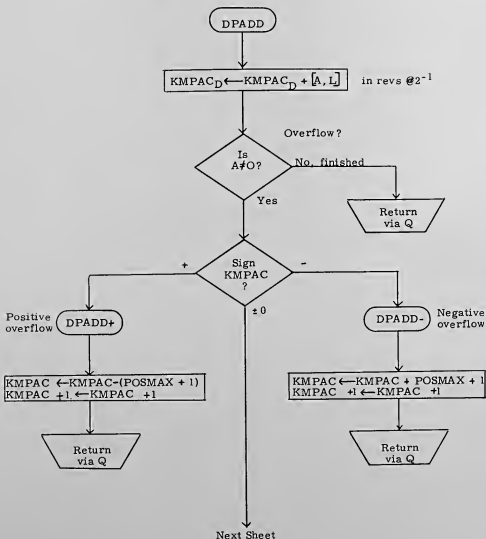 DPADD
KMPAC_D ← KMPAC_D + [A, L]
in revs @2⁻¹
Overflow?
Is
A≠O?
No, finished
Yes
Return
via Q
+
Sign
KMPAC
?
-
±0
Positive
overflow
DPADD+
DPADD-
Negative
overflow
KMPAC ←KMPAC-(POSMAX + 1)
KMPAC +1 ←KMPAC +1
KMPAC←KMPAC + POSMAX + 1
KMPAC +1 ←KMPAC +1
Return
via Q
Return
via Q
Next Sheet